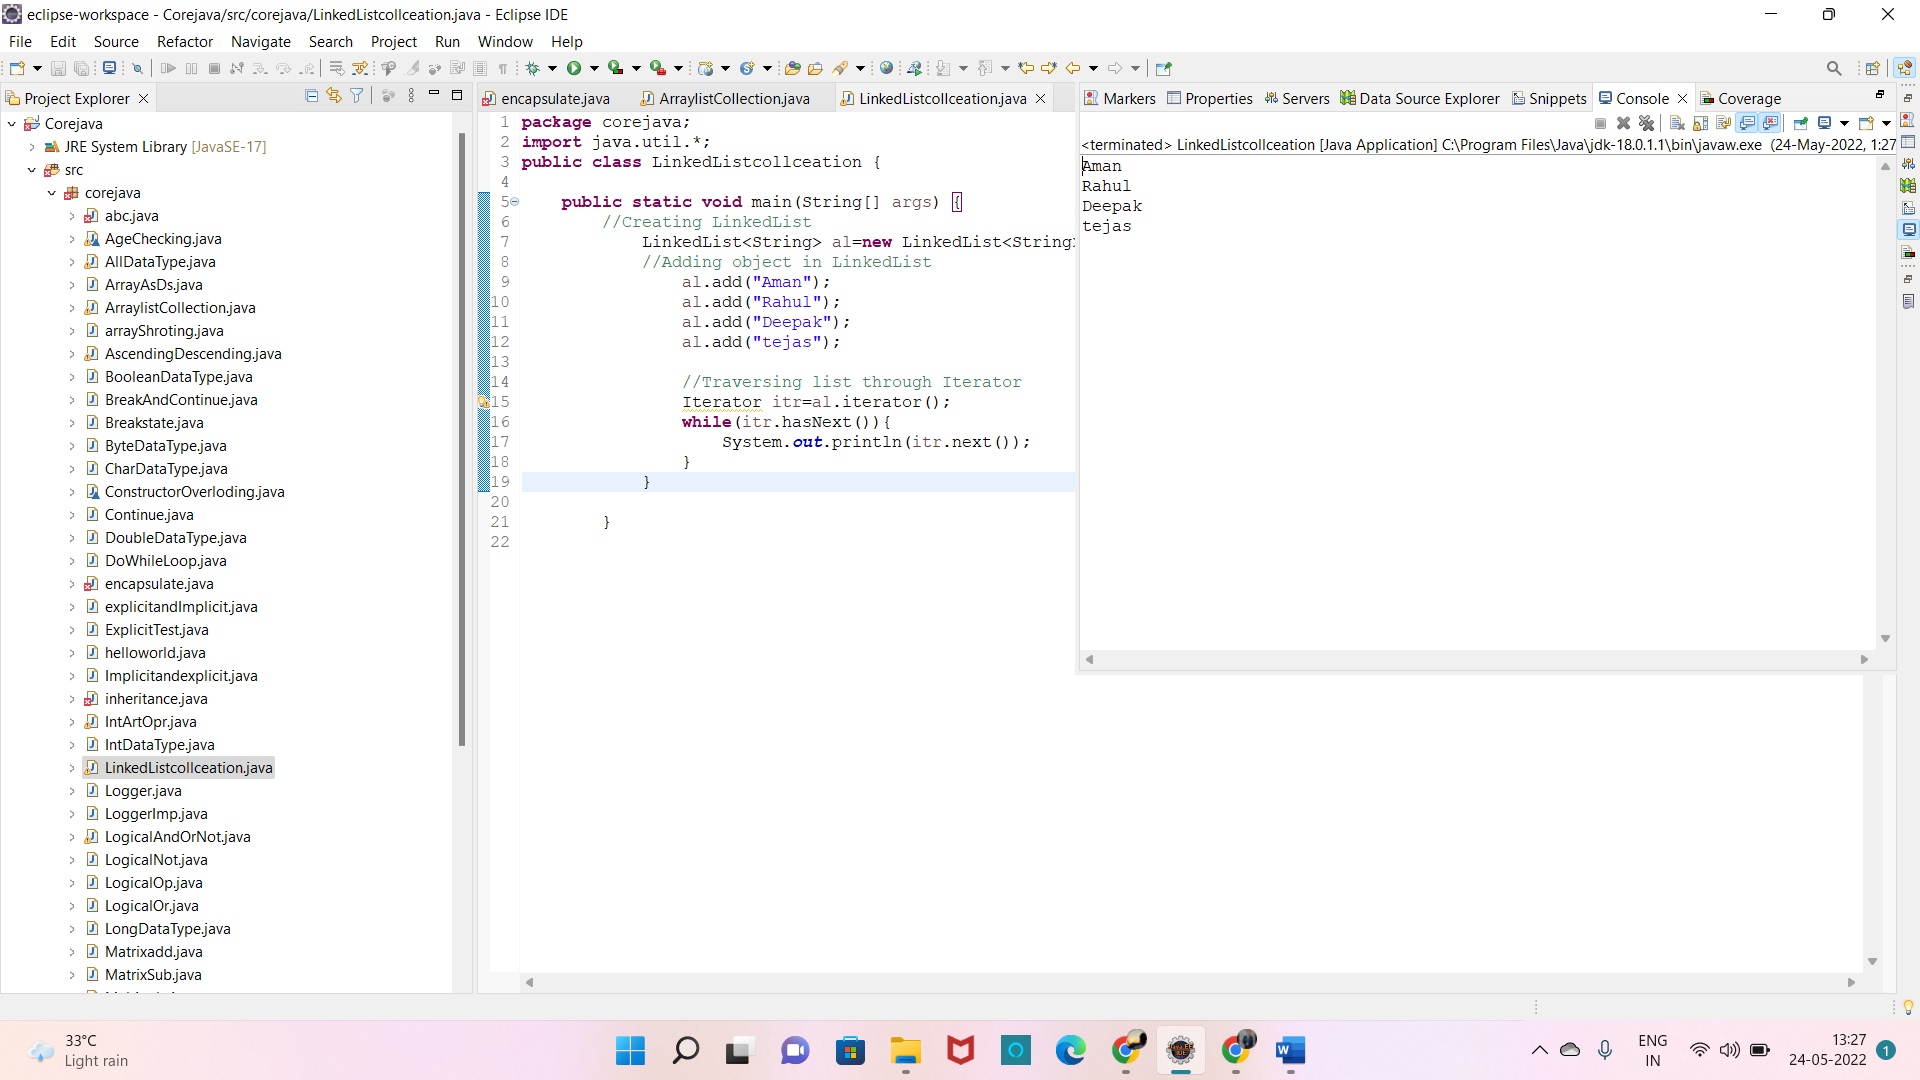 eclipse-workspace - Corejava/src/corejava/LinkedListcollceation.java - Eclipse IDE
File Edit Source Refactor Navigate Search Project Run Window Help
Project Explorer
Corejava
JRE System Library [JavaSE-17]
src
corejava
abc.java
AgeChecking.java
AllDataType.java
ArrayAsDs.java
ArraylistCollection.java
arrayShroting.java
AscendingDescending.java
BooleanDataType.java
BreakAndContinue.java
Breakstate.java
ByteDataType.java
CharDataType.java
ConstructorOverloding.java
Continue.java
DoubleDataType.java
DoWhileLoop.java
encapsulate.java
explicitandImplicit.java
ExplicitTest.java
helloworld.java
Implicitandexplicit.java
inheritance.java
IntArtOpr.java
IntDataType.java
LinkedListcollceation.java
Logger.java
LoggerImp.java
LogicalAndOrNot.java
LogicalNot.java
LogicalOp.java
LogicalOr.java
LongDataType.java
Matrixadd.java
MatrixSub.java
encapsulate.java ArraylistCollection.java LinkedListcollceation.java
1 package corejava;
2 import java.util.*;
3 public class LinkedListcollceation {
4
5 public static void main(String[] args) {
6 //Creating LinkedList
7 LinkedList<String> al=new LinkedList<String>
8 //Adding object in LinkedList
9 al.add("Aman");
10 al.add("Rahul");
11 al.add("Deepak");
12 al.add("tejas");
13
14 //Traversing list through Iterator
15 Iterator itr=al.iterator();
16 while(itr.hasNext()){
17 System.out.println(itr.next());
18 }
19 }
20
21 }
22
Markers Properties Servers Data Source Explorer Snippets Console Coverage
<terminated> LinkedListcollceation [Java Application] C:\Program Files\Java\jdk-18.0.1.1\bin\javaw.exe (24-May-2022, 1:27
Aman
Rahul
Deepak
tejas
33°C
Light rain
ENG
IN
13:27
24-05-2022
1